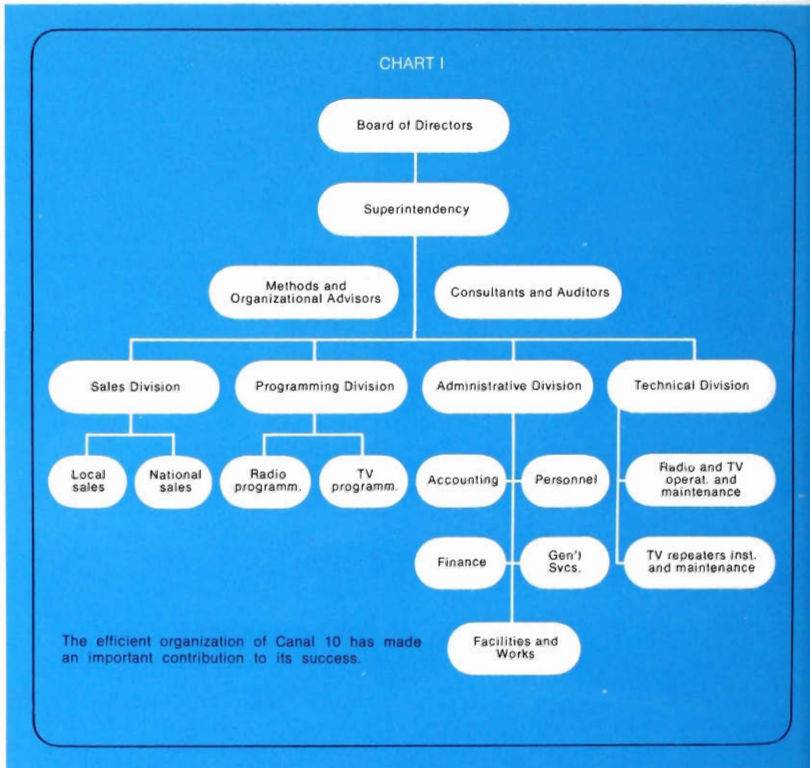 CHART I
Board of Directors
Superintendency
Methods and
Organizational Advisors
Consultants and Auditors
Sales Division
Programming Division
Administrative Division
Technical Division
Local
sales
National
sales
Radio
programm.
TV
programm.
Accounting
Personnel
Radio and TV
operat. and
maintenance
Finance
Gen'l
Svcs.
TV repeaters inst.
and maintenance
Facilities and
Works
The efficient organization of Canal 10 has made
an important contribution to its success.